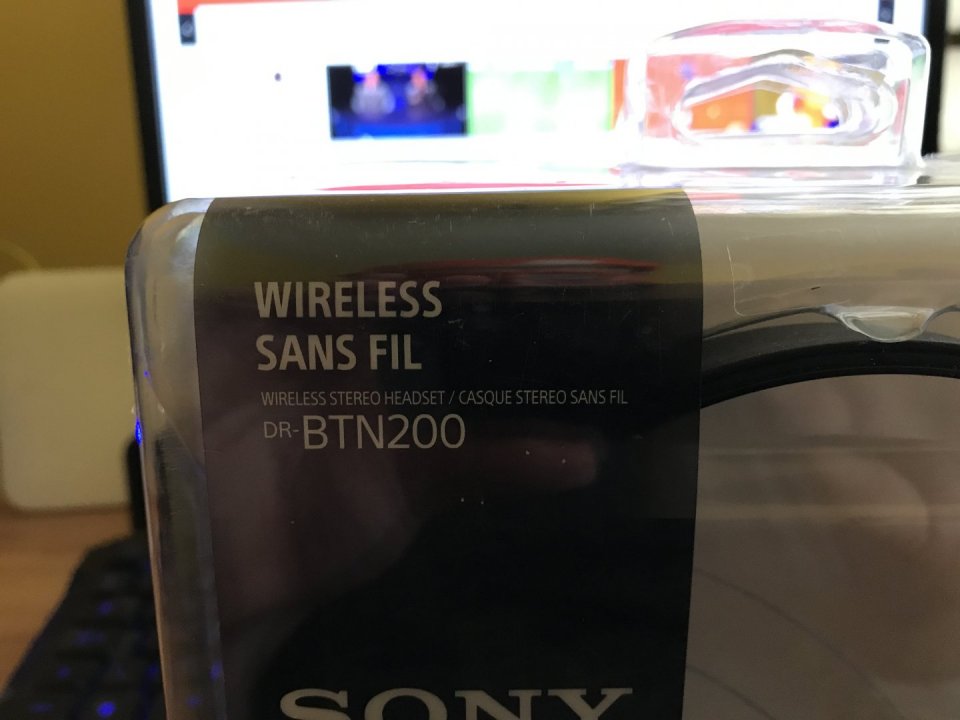 WIRELESS
SANS FIL
WIRELESS STEREO HEADSET / CASQUE STEREO SANS FIL
DR-BTN200
SONY